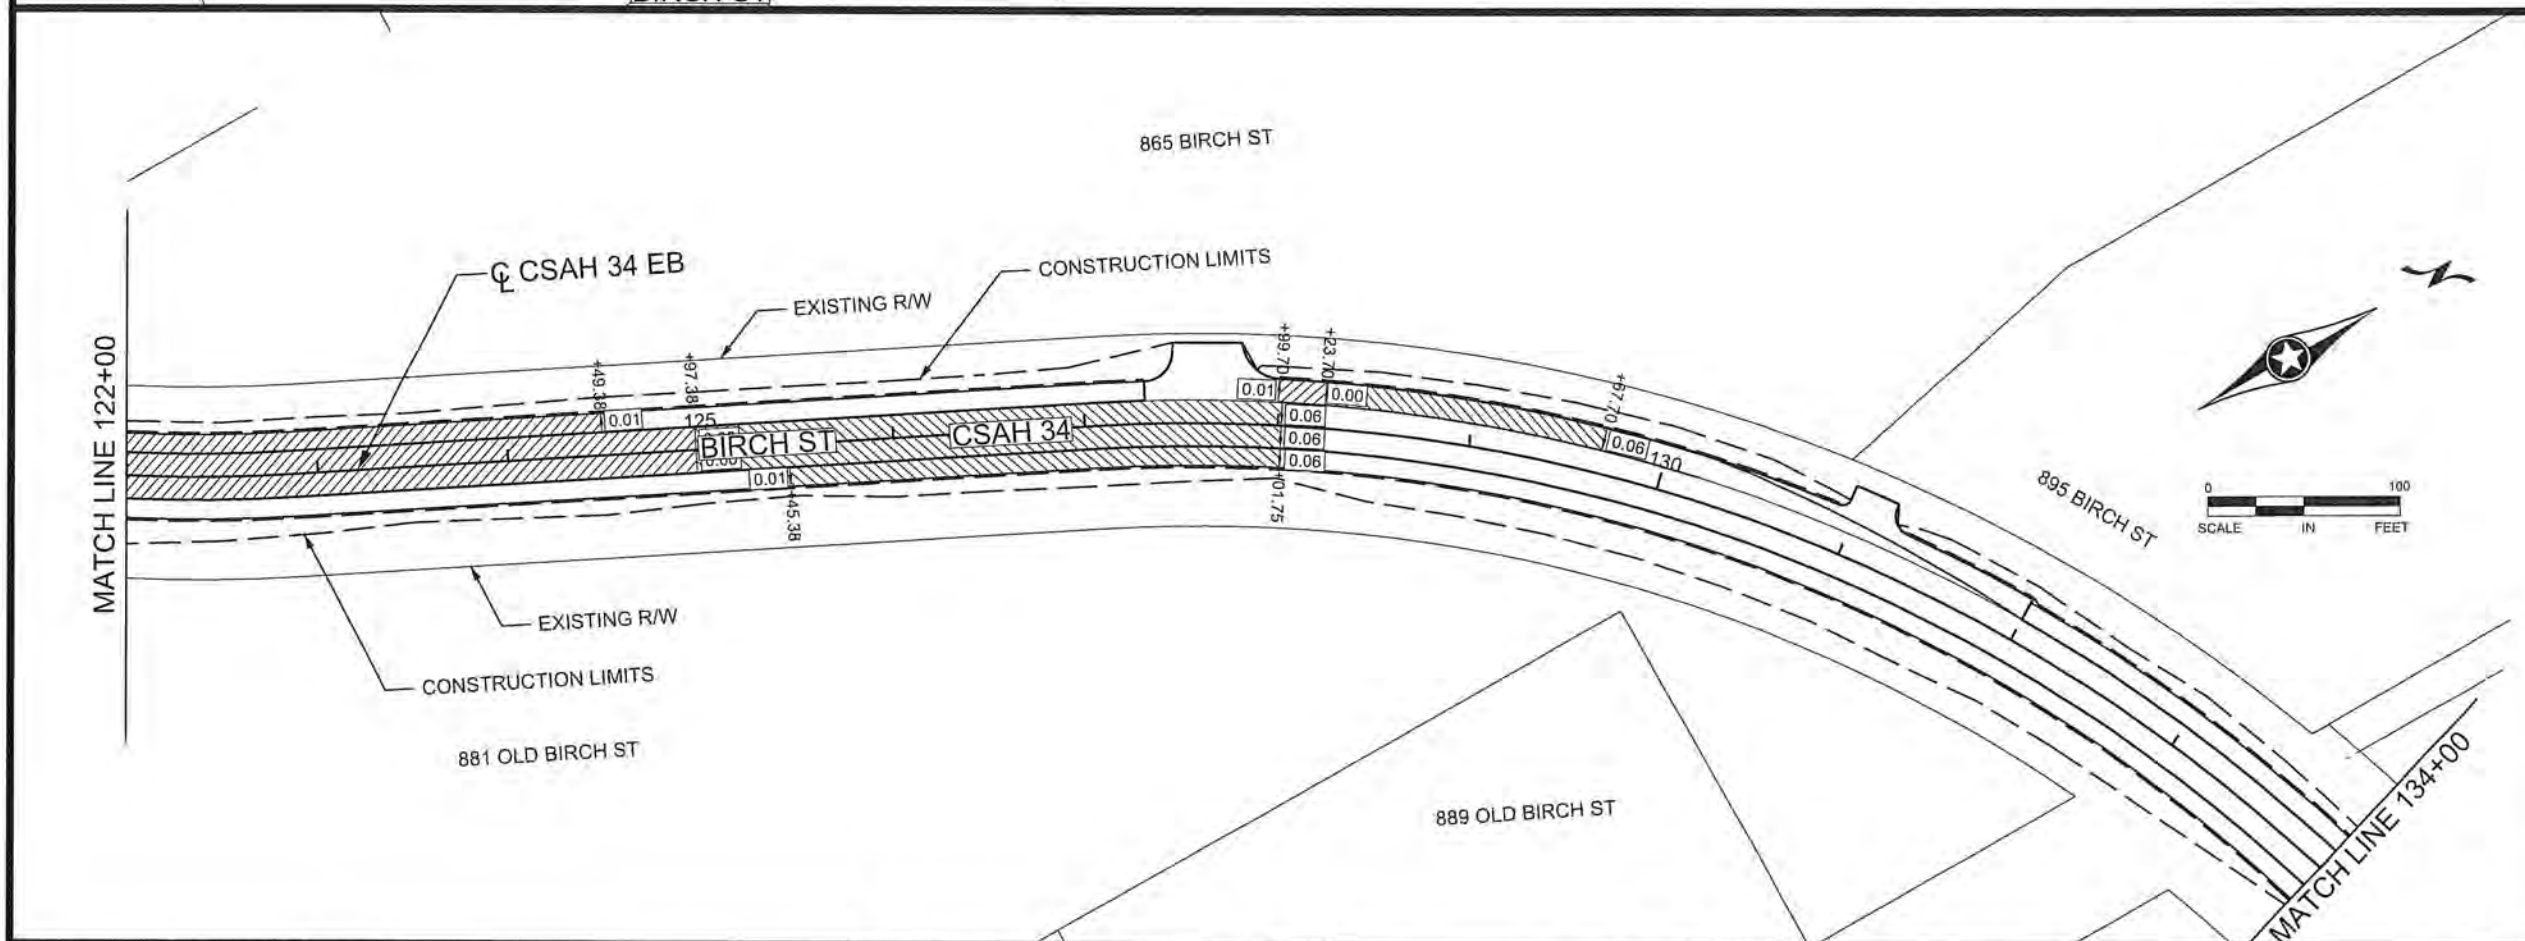 865 BIRCH ST
℄ CSAH 34 EB
CONSTRUCTION LIMITS
EXISTING R/W
MATCH LINE 122+00
+49.38
+97.38
+99.70
+23.70
+67.70
0.01
125
0.01
0.00
BIRCH ST
CSAH 34
0.06
0.06
0.06
0.06
130
0.01
+45.38
01.75
895 BIRCH ST
0
100
SCALE
IN
FEET
EXISTING R/W
CONSTRUCTION LIMITS
881 OLD BIRCH ST
889 OLD BIRCH ST
MATCH LINE 134+00